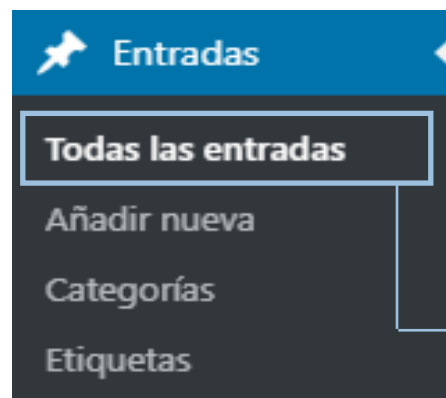 Entradas
Todas las entradas
Añadir nueva
Categorías
Etiquetas